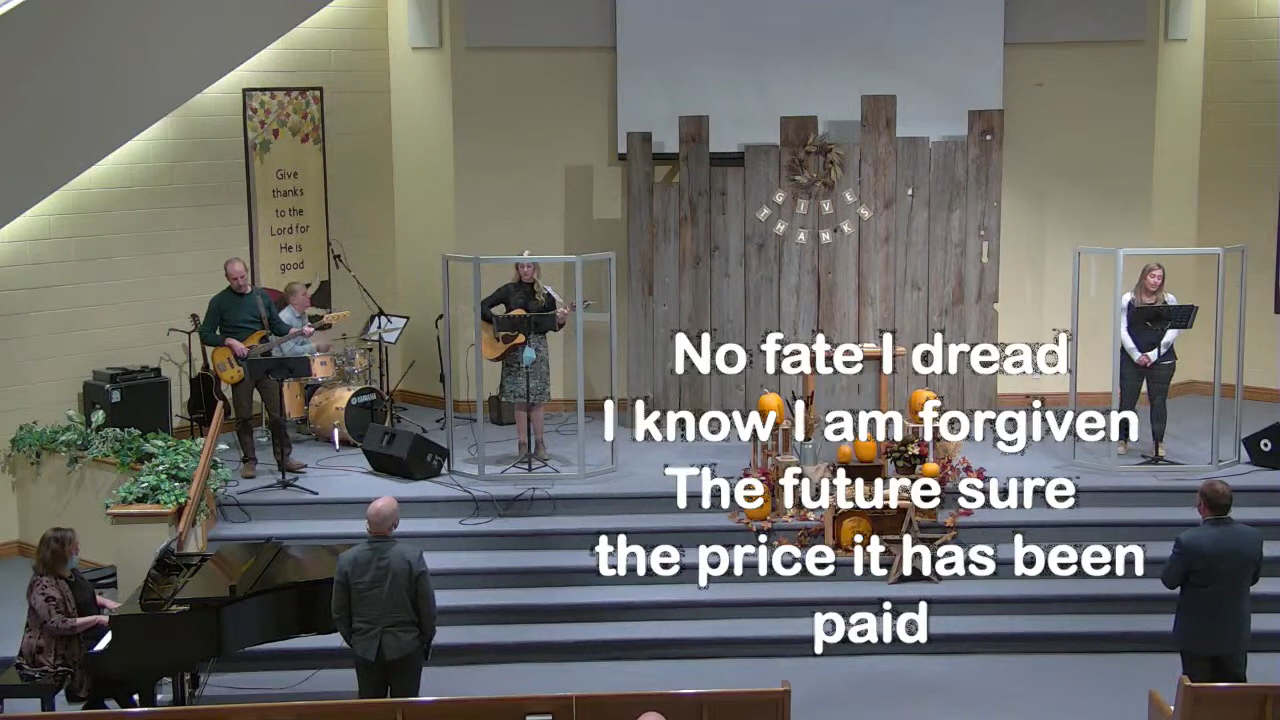 Give
thanks
to the
Lord for
He is
good
GIVE
THANKS
YAMAHA
No fate I dread
I know I am forgiven
The future sure
the price it has been
paid